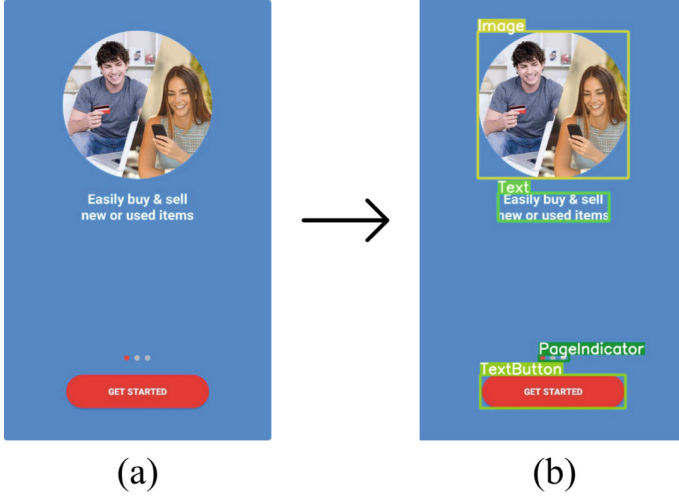 Easily buy & sell
new or used items
GET STARTED
(a)
Image
Text
Easily buy & sell
new or used items
PageIndicator
TextButton
GET STARTED
(b)